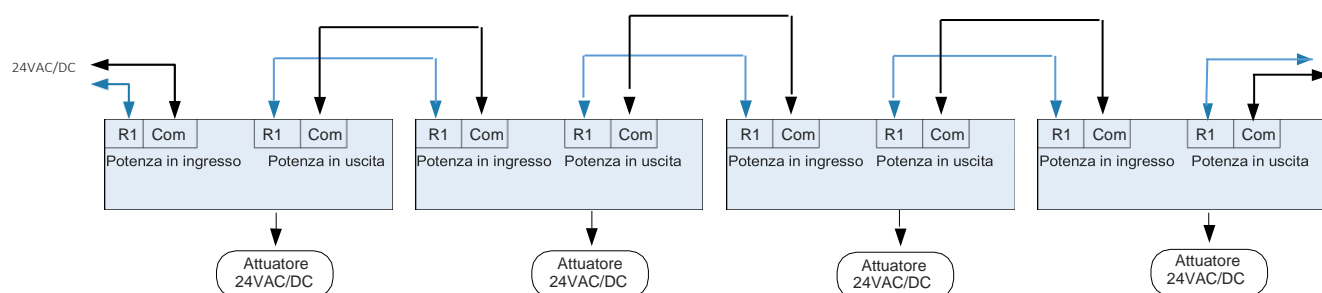 24VAC/DC
R1 Com R1 Com
Potenza in ingresso Potenza in uscita
R1 Com R1 Com
Potenza in ingresso Potenza in uscita
R1 Com R1 Com
Potenza in ingresso Potenza in uscita
R1 Com R1 Com
Potenza in ingresso Potenza in uscita
Attuatore
24VAC/DC
Attuatore
24VAC/DC
Attuatore
24VAC/DC
Attuatore
24VAC/DC